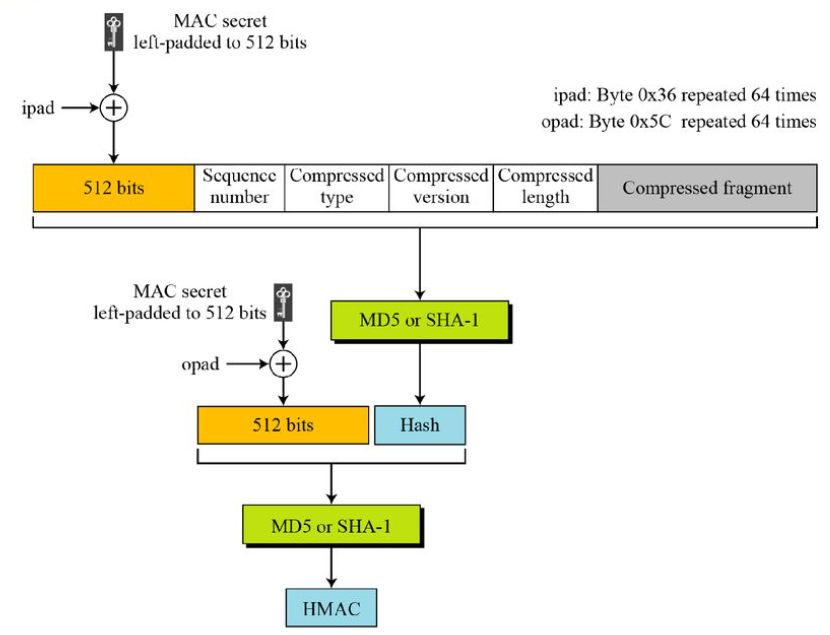 MAC secret
left-padded to 512 bits
ipad
ipad: Byte 0x36 repeated 64 times
opad: Byte 0x5C repeated 64 times
512 bits
Sequence
number
Compressed
type
Compressed
version
Compressed
length
Compressed fragment
MAC secret
left-padded to 512 bits
MD5 or SHA-1
opad
512 bits
Hash
MD5 or SHA-1
HMAC